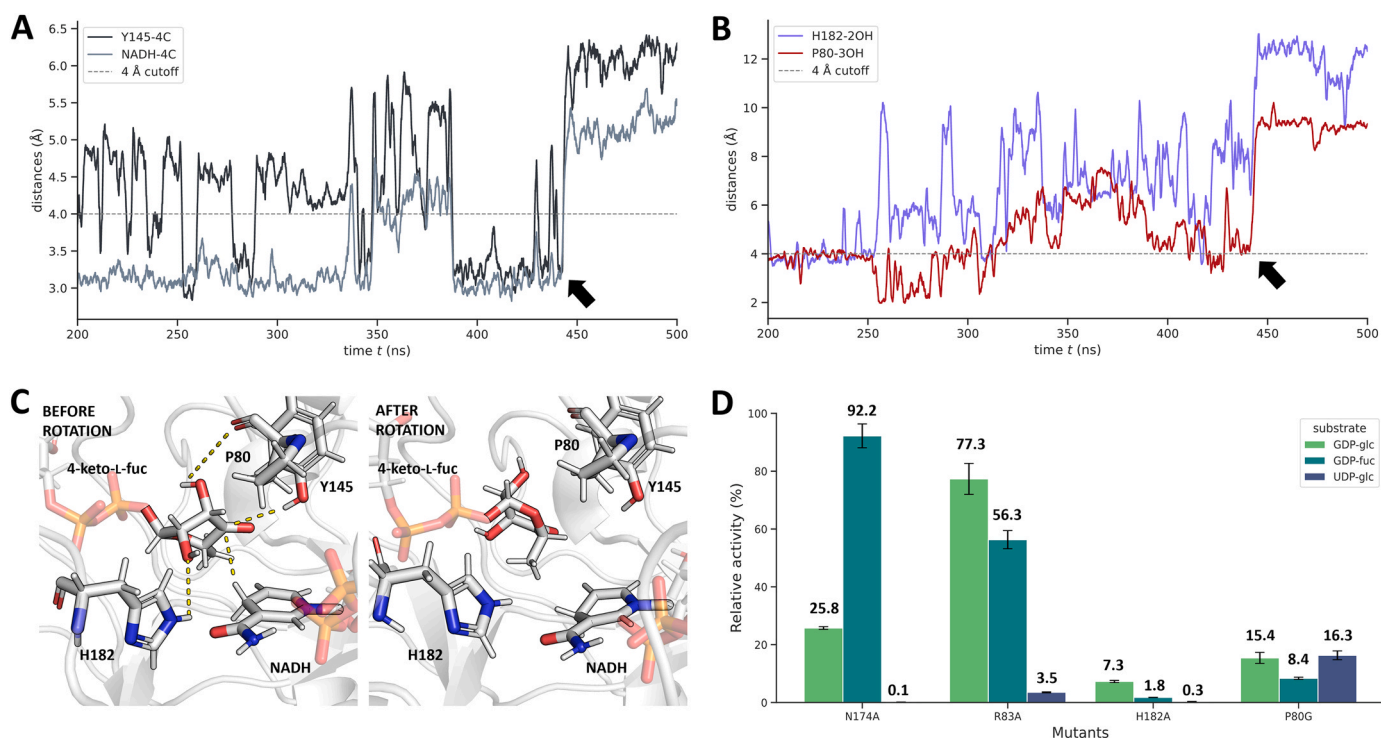 A
Y145-4C
NADH-4C
4 Å cutoff
distances (Å)
6.5
6.0
5.5
5.0
4.5
4.0
3.5
3.0
200 250 300 350 400 450 500
time t (ns)
B
H182-2OH
P80-3OH
4 Å cutoff
distances (Å)
12
10
8
6
4
2
200 250 300 350 400 450 500
time t (ns)
C
BEFORE
ROTATION
P80
4-keto-L-fuc
Y145
H182
NADH
AFTER
ROTATION
P80
4-keto-L-fuc
Y145
H182
NADH
D
substrate
GDP-glc
GDP-fuc
UDP-glc
Relative activity (%)
100
80
60
40
20
0
25.8 92.2 0.1
77.3 56.3 3.5
7.3 1.8 0.3
15.4 8.4 16.3
N174A R83A H182A P80G
Mutants